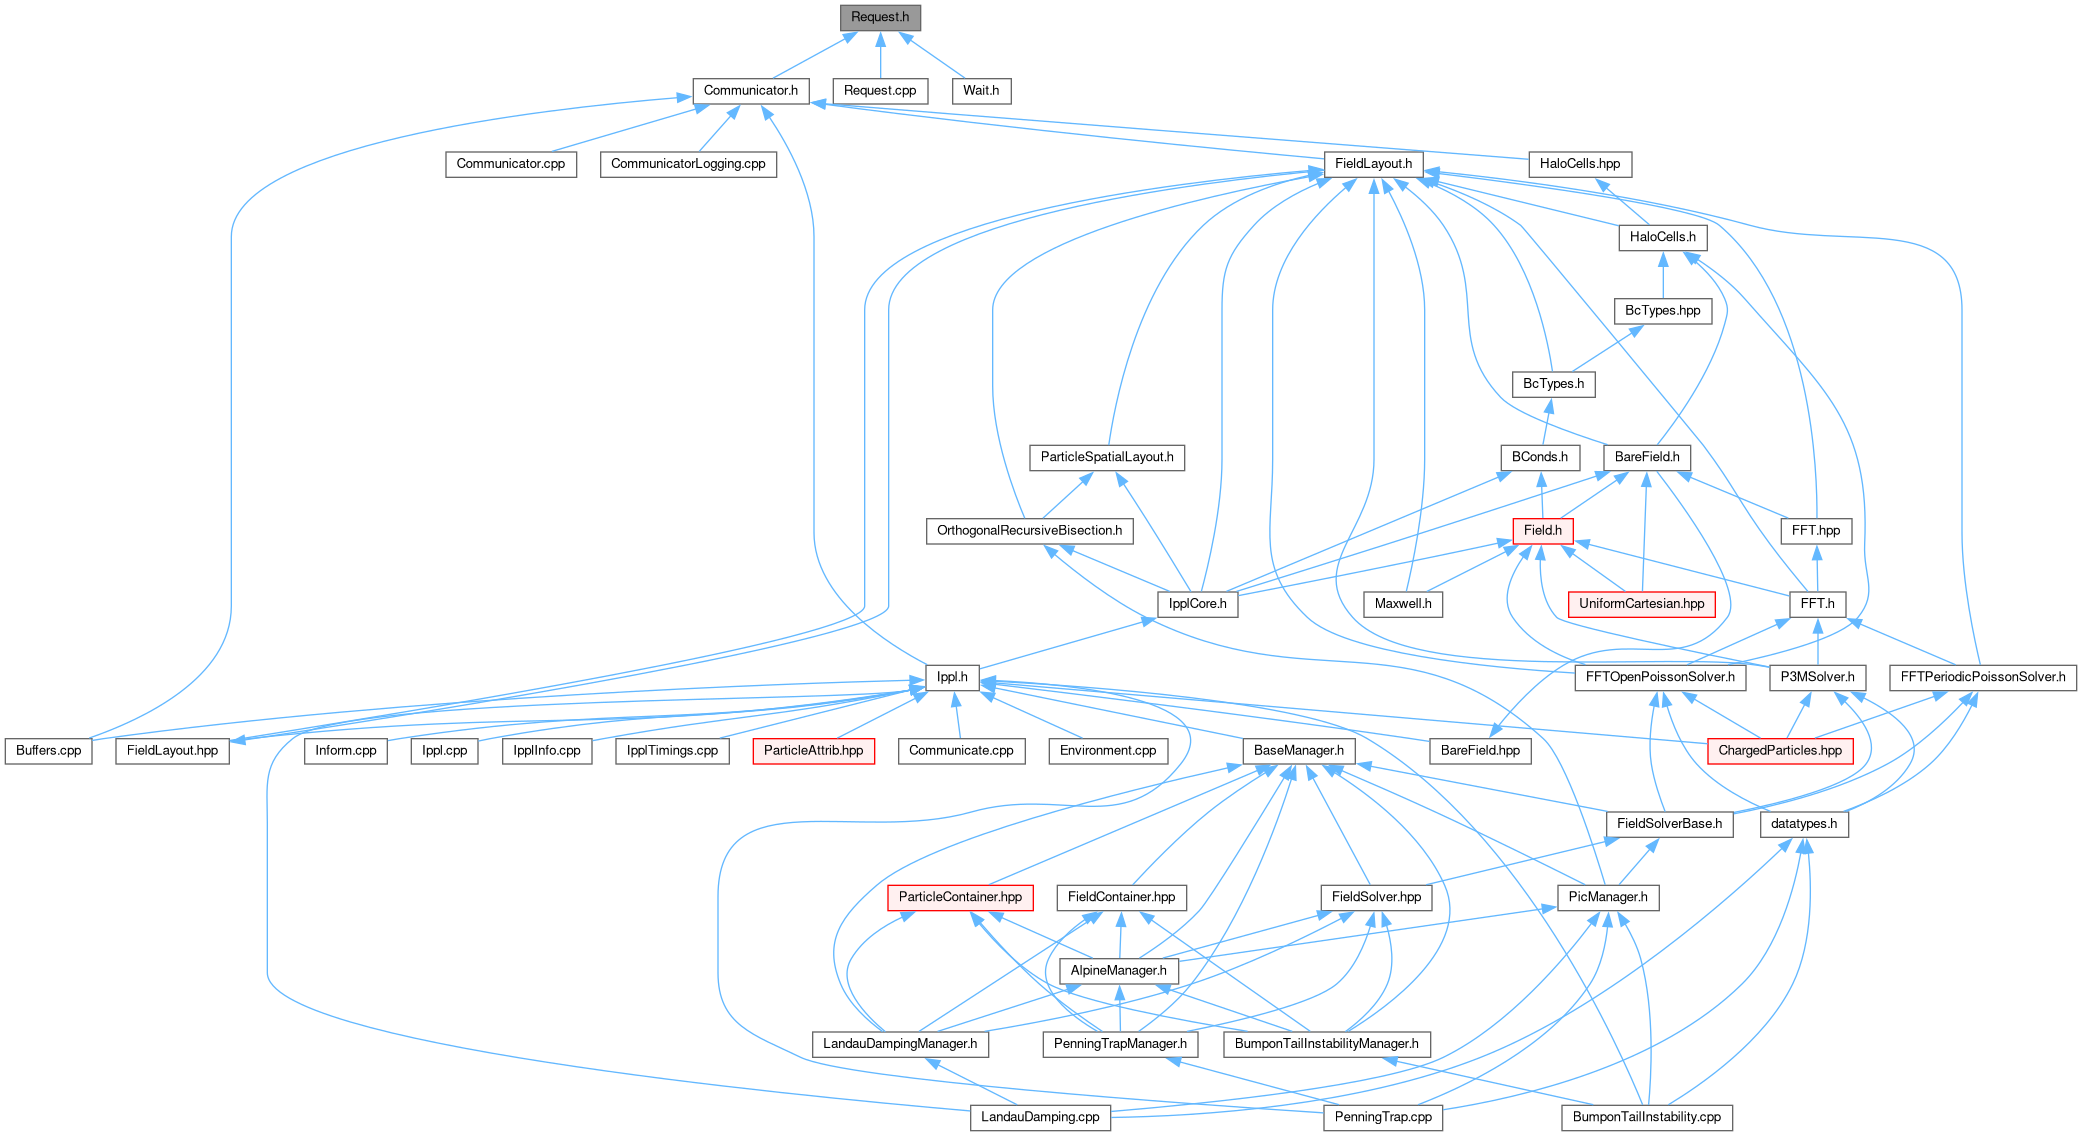 Request.h
Communicator.h
Request.cpp
Wait.h
Communicator.cpp
CommunicatorLogging.cpp
FieldLayout.h
HaloCells.hpp
HaloCells.h
BcTypes.hpp
BcTypes.h
ParticleSpatialLayout.h
BConds.h
BareField.h
OrthogonalRecursiveBisection.h
Field.h
FFT.hpp
IpplCore.h
Maxwell.h
UniformCartesian.hpp
FFT.h
Ippl.h
FFTOpenPoissonSolver.h
P3MSolver.h
FFTPeriodicPoissonSolver.h
Buffers.cpp
FieldLayout.hpp
Inform.cpp
Ippl.cpp
IpplInfo.cpp
IpplTimings.cpp
ParticleAttrib.hpp
Communicate.cpp
Environment.cpp
BaseManager.h
BareField.hpp
ChargedParticles.hpp
FieldSolverBase.h
datatypes.h
ParticleContainer.hpp
FieldContainer.hpp
FieldSolver.hpp
PicManager.h
AlpineManager.h
LandauDampingManager.h
PenningTrapManager.h
BumponTailInstabilityManager.h
LandauDamping.cpp
PenningTrap.cpp
BumponTailInstability.cpp